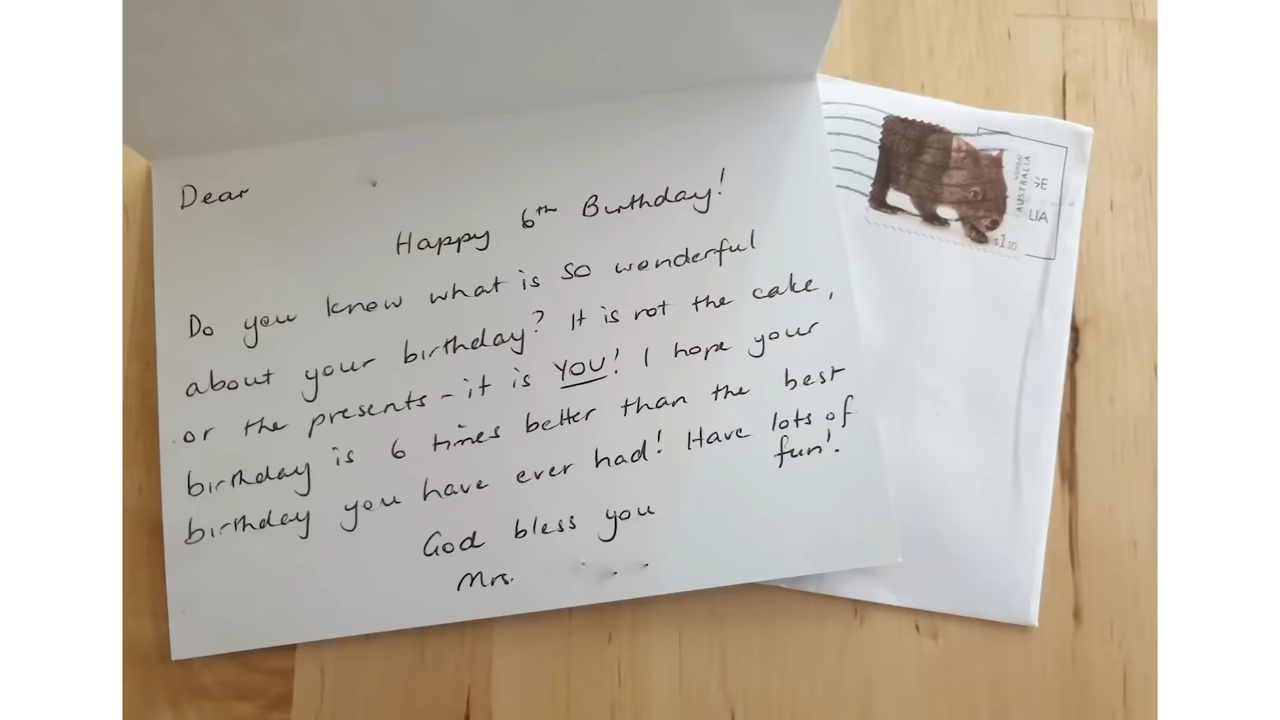 Dear
Happy 6th Birthday!
Do you know what is so wonderful
about your birthday? It is not the cake,
or the presents - it is YOU! I hope your
birthday is 6 times better than the best
birthday you have ever had! Have lots of
fun!
God bless you
Mrs.
AUSTRALIA
$1.10
LIA